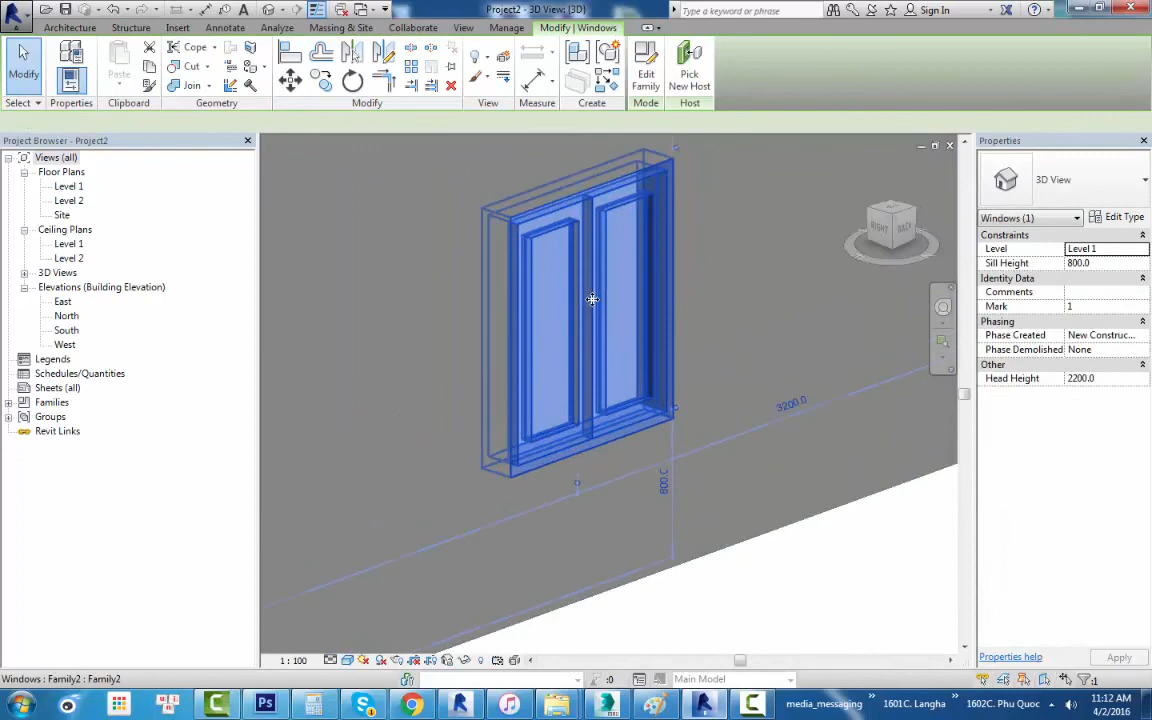 Project2 - 3D View: {3D}
Type a keyword or phrase
Sign In
Architecture
Structure
Insert
Annotate
Analyze
Massing & Site
Collaborate
View
Manage
Modify | Windows
Modify
Paste
Cope
Cut
Join
Edit Family
Pick New Host
Select
Properties
Clipboard
Geometry
Modify
View
Measure
Create
Mode
Host
Project Browser - Project2
Views (all)
Floor Plans
Level 1
Level 2
Site
Ceiling Plans
Level 1
Level 2
3D Views
Elevations (Building Elevation)
East
North
South
West
Legends
Schedules/Quantities
Sheets (all)
Families
Groups
Revit Links
3200.0
800.0
RIGHT
BACK
Properties
3D View
Windows (1)
Edit Type
Constraints
Level Level 1
Sill Height 800.0
Identity Data
Comments
Mark 1
Phasing
Phase Created New Construc...
Phase Demolished None
Other
Head Height 2200.0
Properties help
Apply
1 : 100
Windows : Family2 : Family2
:0
Main Model
:1
media_messaging
1601C. Langha
1602C. Phu Quoc
11:12 AM
4/2/2016